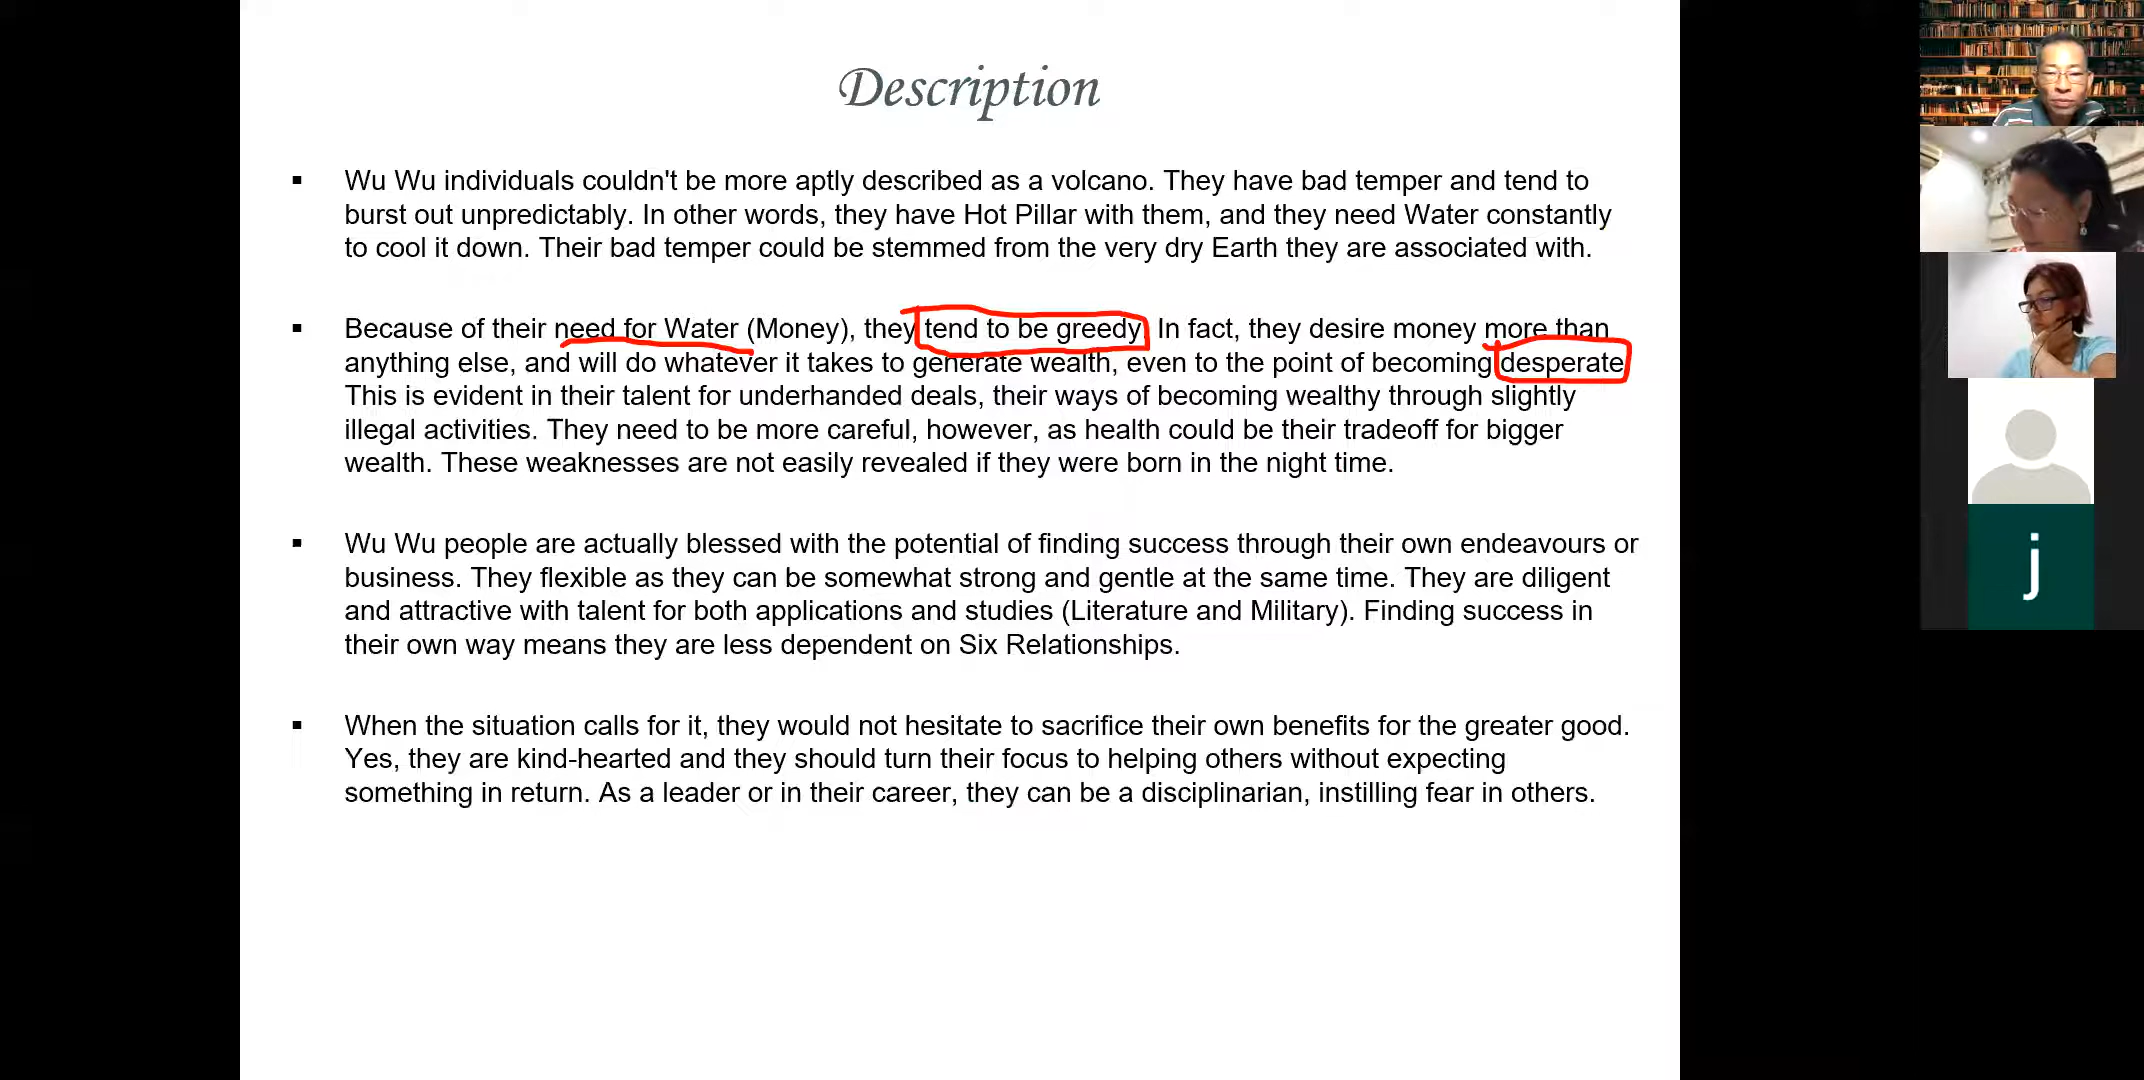 Description
▪ Wu Wu individuals couldn't be more aptly described as a volcano. They have bad temper and tend to
burst out unpredictably. In other words, they have Hot Pillar with them, and they need Water constantly
to cool it down. Their bad temper could be stemmed from the very dry Earth they are associated with.
▪ Because of their need for Water (Money), they tend to be greedy. In fact, they desire money more than
anything else, and will do whatever it takes to generate wealth, even to the point of becoming desperate.
This is evident in their talent for underhanded deals, their ways of becoming wealthy through slightly
illegal activities. They need to be more careful, however, as health could be their tradeoff for bigger
wealth. These weaknesses are not easily revealed if they were born in the night time.
▪ Wu Wu people are actually blessed with the potential of finding success through their own endeavours or
business. They flexible as they can be somewhat strong and gentle at the same time. They are diligent
and attractive with talent for both applications and studies (Literature and Military). Finding success in
their own way means they are less dependent on Six Relationships.
▪ When the situation calls for it, they would not hesitate to sacrifice their own benefits for the greater good.
Yes, they are kind-hearted and they should turn their focus to helping others without expecting
something in return. As a leader or in their career, they can be a disciplinarian, instilling fear in others.
j